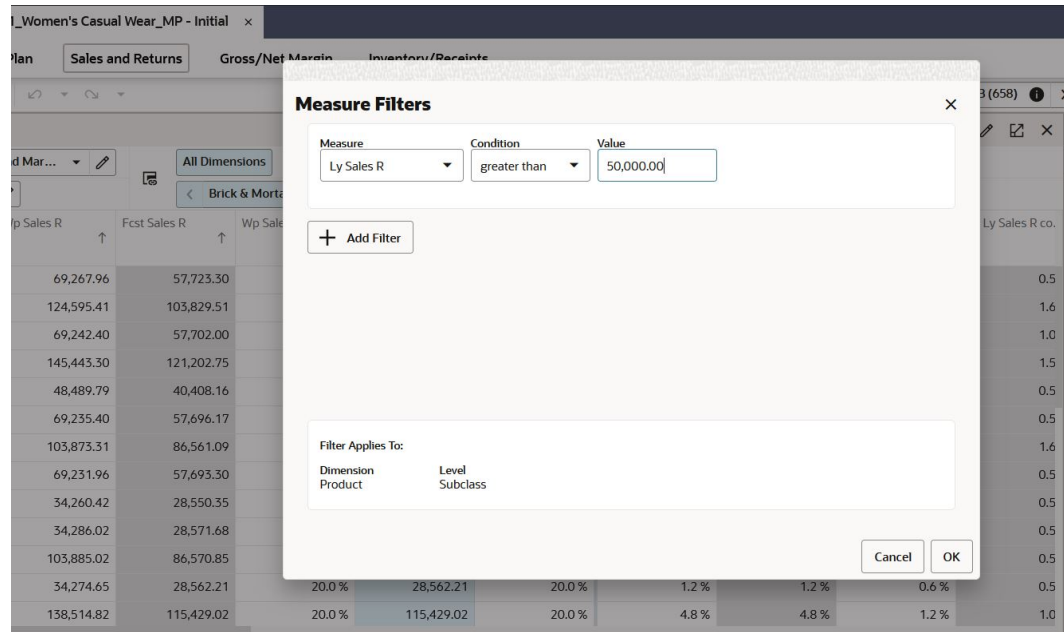 _Women's Casual Wear_MP - Initial ×
Plan Sales and Returns Gross/Net Margin Inventory/Receipts
(658)
Measure Filters ×
Measure Condition Value
Ly Sales R greater than 50,000.00
+ Add Filter
d Mar... All Dimensions
Brick & Morta
p Sales R Fcst Sales R Wp Sale Ly Sales R co.
69,267.96 57,723.30 0.5
124,595.41 103,829.51 1.6
69,242.40 57,702.00 1.0
145,443.30 121,202.75 1.5
48,489.79 40,408.16 0.5
69,235.40 57,696.17 0.5
103,873.31 86,561.09 1.6
69,231.96 57,693.30 0.5
34,260.42 28,550.35 0.5
34,286.02 28,571.68 0.5
103,885.02 86,570.85 0.5
Filter Applies To:
Dimension Level
Product Subclass
Cancel OK
34,274.65 28,562.21 20.0 % 28,562.21 20.0 % 1.2 % 1.2 % 0.6 % 0.5
138,514.82 115,429.02 20.0 % 115,429.02 20.0 % 4.8 % 4.8 % 1.2 % 1.0